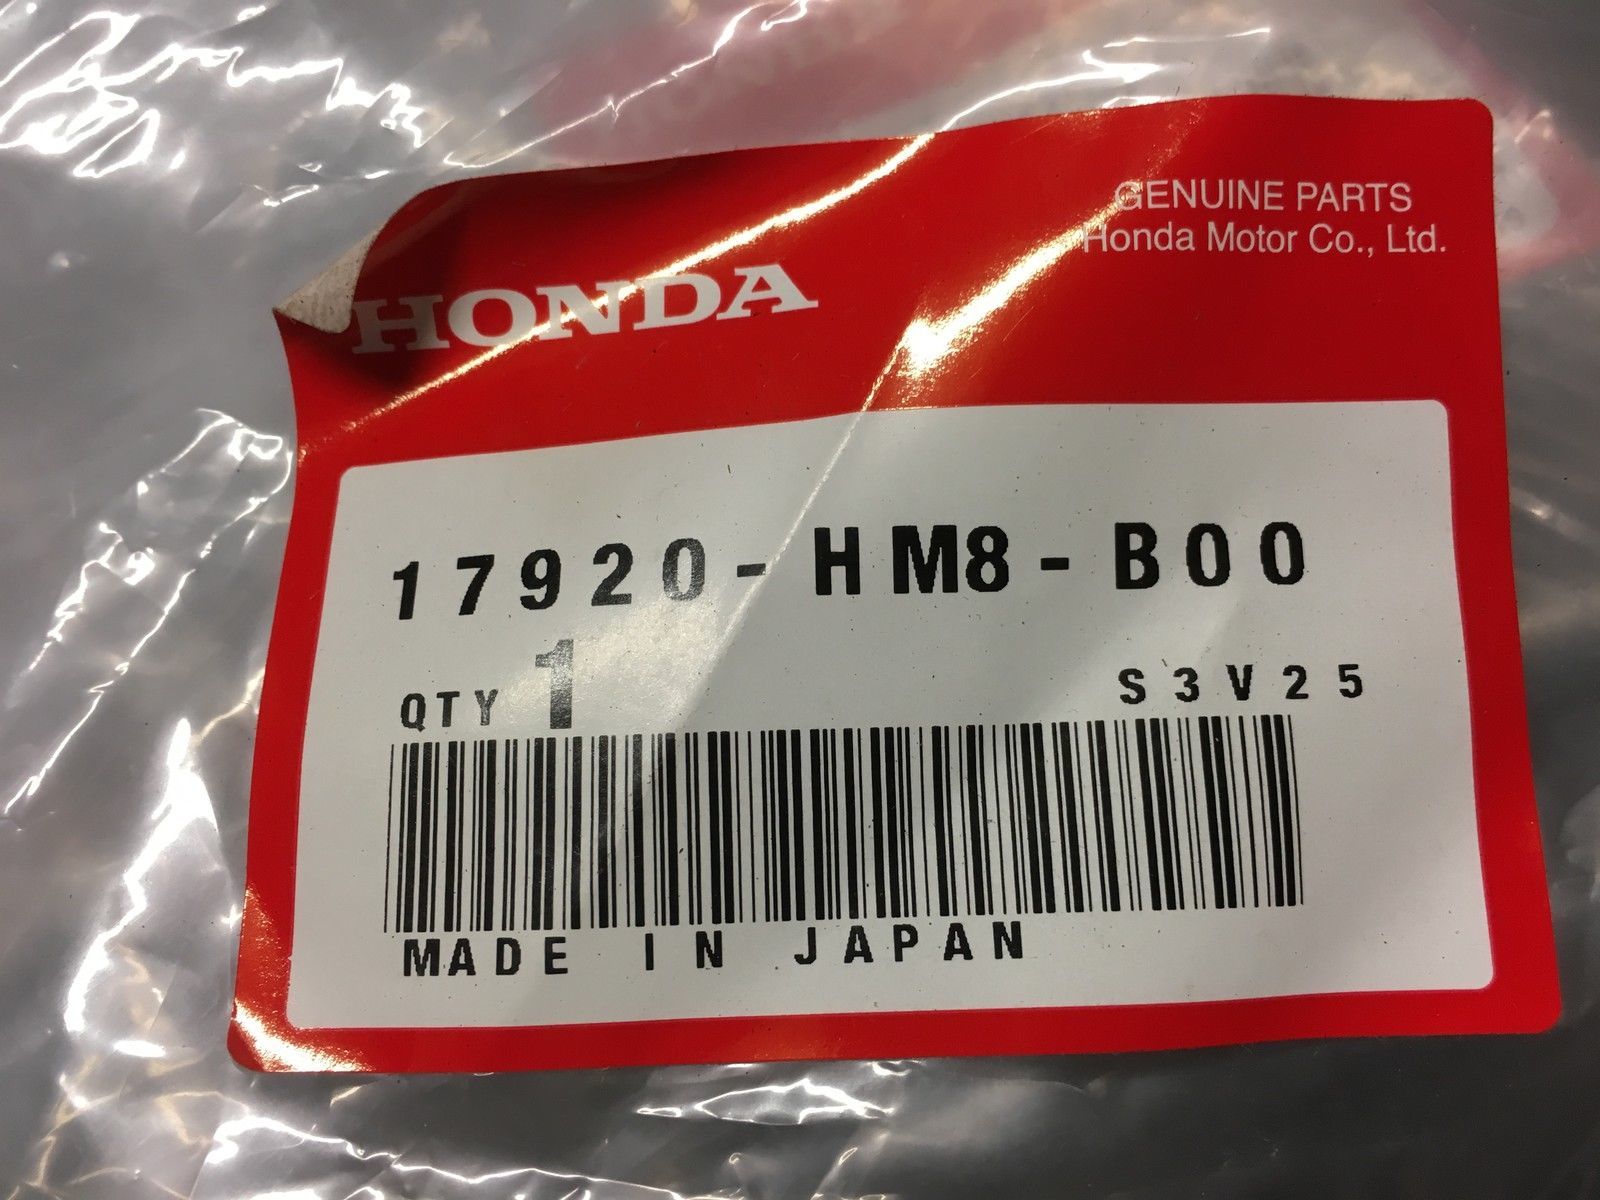 GENUINE PARTS
Honda Motor Co., Ltd.
HONDA
17920-HM8-B00
QTY 1
S3V25
MADE IN JAPAN